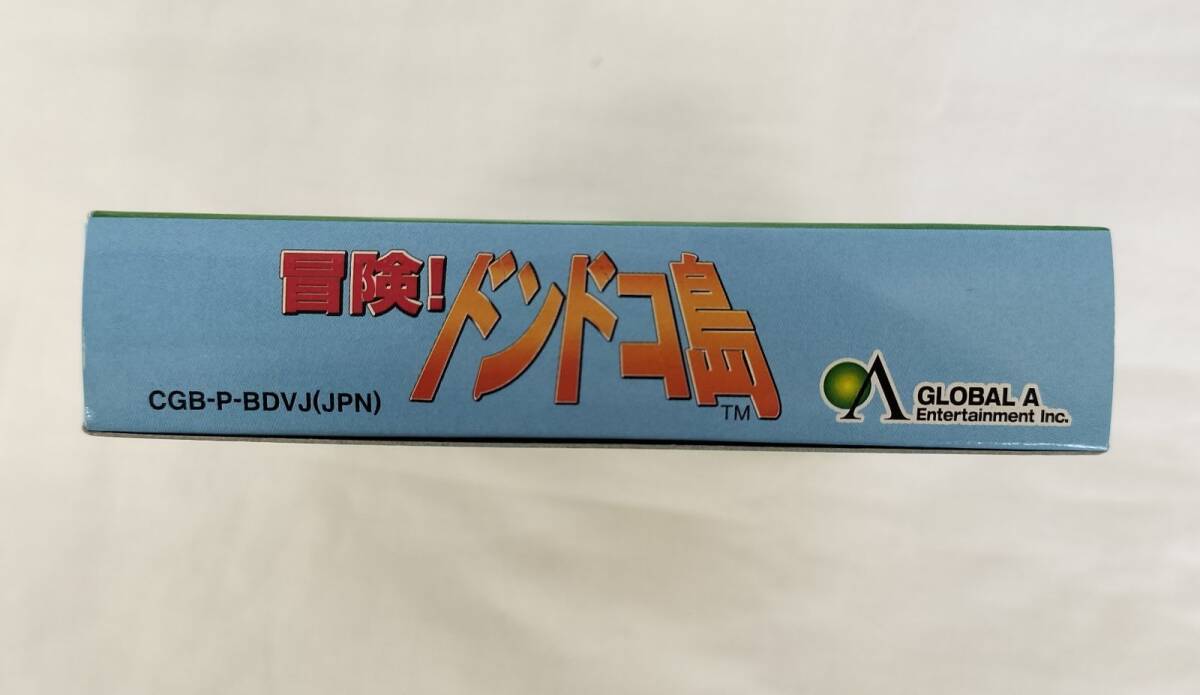 冒険!ドンドコ島
TM
CGB-P-BDVJ(JPN)
GLOBAL A
Entertainment Inc.